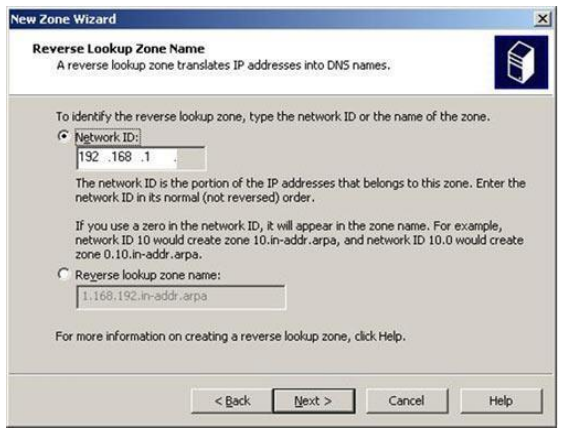 New Zone Wizard
Reverse Lookup Zone Name
A reverse lookup zone translates IP addresses into DNS names.
To identify the reverse lookup zone, type the network ID or the name of the zone.
Network ID:
192 .168 .1 .
The network ID is the portion of the IP addresses that belongs to this zone. Enter the
network ID in its normal (not reversed) order.
If you use a zero in the network ID, it will appear in the zone name. For example,
network ID 10 would create zone 10.in-addr.arpa, and network ID 10.0 would create
zone 0.10.in-addr.arpa.
Reverse lookup zone name:
1.168.192.in-addr.arpa
For more information on creating a reverse lookup zone, click Help.
< Back Next > Cancel Help